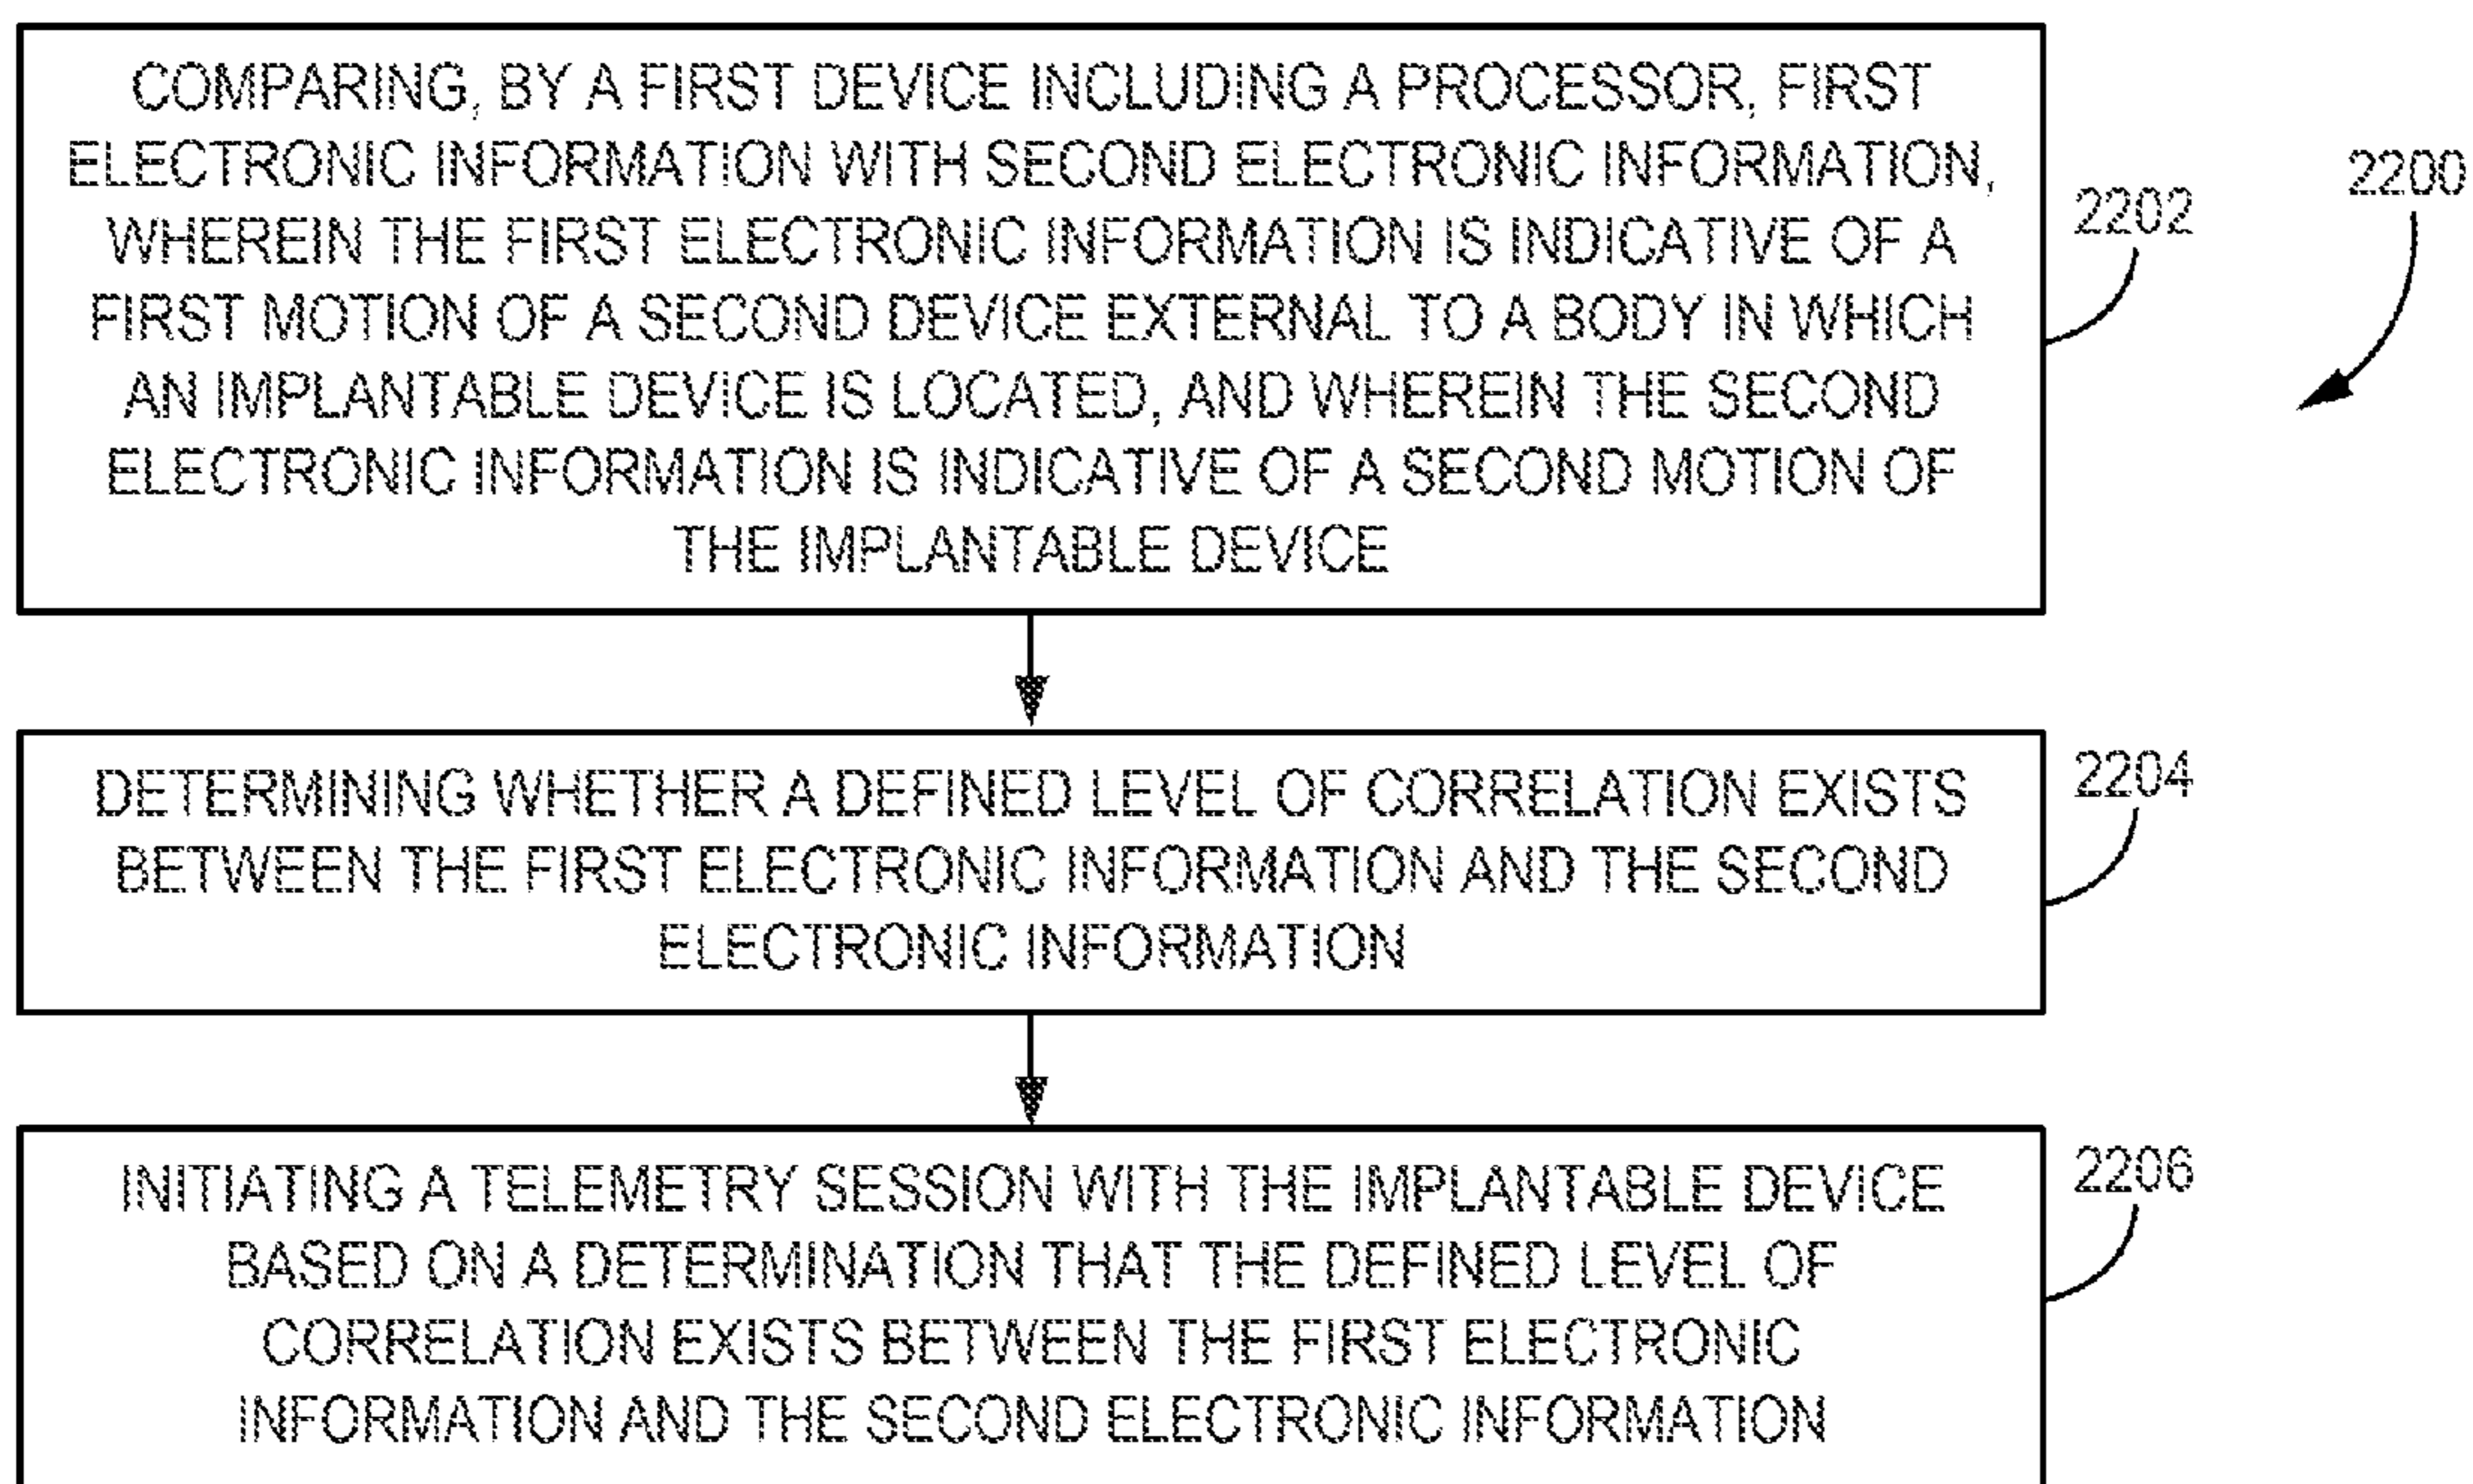 COMPARING, BY A FIRST DEVICE INCLUDING A PROCESSOR, FIRST
ELECTRONIC INFORMATION WITH SECOND ELECTRONIC INFORMATION,
WHEREIN THE FIRST ELECTRONIC INFORMATION IS INDICATIVE OF A
FIRST MOTION OF A SECOND DEVICE EXTERNAL TO A BODY IN WHICH
AN IMPLANTABLE DEVICE IS LOCATED, AND WHEREIN THE SECOND
ELECTRONIC INFORMATION IS INDICATIVE OF A SECOND MOTION OF
THE IMPLANTABLE DEVICE
2202
2200
DETERMINING WHETHER A DEFINED LEVEL OF CORRELATION EXISTS
BETWEEN THE FIRST ELECTRONIC INFORMATION AND THE SECOND
ELECTRONIC INFORMATION
2204
INITIATING A TELEMETRY SESSION WITH THE IMPLANTABLE DEVICE
BASED ON A DETERMINATION THAT THE DEFINED LEVEL OF
CORRELATION EXISTS BETWEEN THE FIRST ELECTRONIC
INFORMATION AND THE SECOND ELECTRONIC INFORMATION
2206